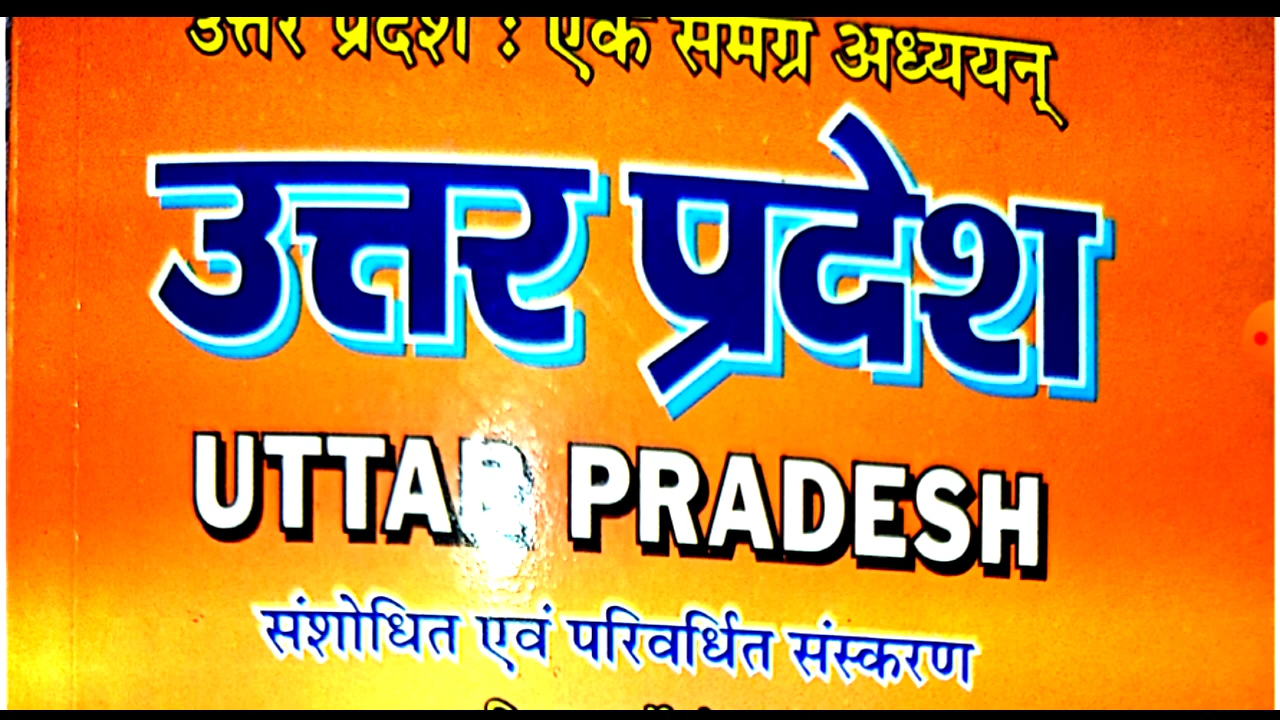 उत्तर प्रदेश : एक समग्र अध्ययन्
उत्तर प्रदेश
UTTAR PRADESH
संशोधित एवं परिवर्धित संस्करण